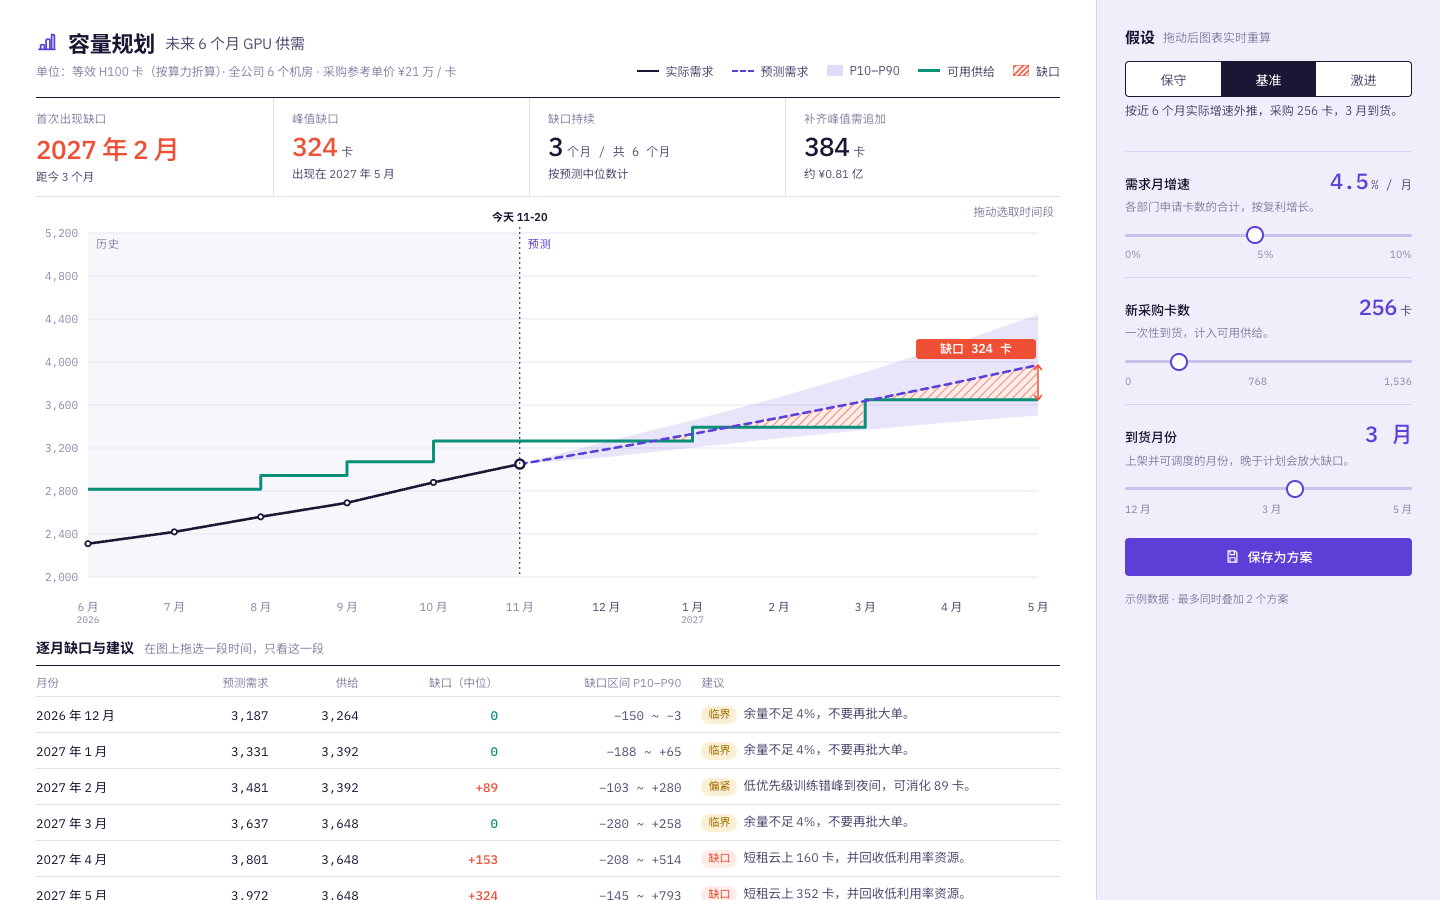 容量规划 未来 6 个月 GPU 供需
单位：等效 H100 卡（按算力折算）· 全公司 6 个机房 · 采购参考单价 ¥21 万 / 卡
实际需求 预测需求 P10–P90 可用供给 缺口
首次出现缺口
2027 年 2 月
距今 3 个月
峰值缺口
324 卡
出现在 2027 年 5 月
缺口持续
3 个月 / 共 6 个月
按预测中位数计
补齐峰值需追加
384 卡
约 ¥0.81 亿
拖动选取时间段
今天 11-20
历史
预测
5,200
4,800
4,400
4,000
3,600
3,200
2,800
2,400
2,000
缺口 324 卡
6 月 7 月 8 月 9 月 10 月 11 月 12 月 1 月 2 月 3 月 4 月 5 月
2026 2027
逐月缺口与建议 在图上拖选一段时间，只看这一段
月份 预测需求 供给 缺口（中位） 缺口区间 P10–P90 建议
2026 年 12 月 3,187 3,264 0 −150 ~ −3 临界 余量不足 4%，不要再批大单。
2027 年 1 月 3,331 3,392 0 −188 ~ +65 临界 余量不足 4%，不要再批大单。
2027 年 2 月 3,481 3,392 +89 −103 ~ +280 偏紧 低优先级训练错峰到夜间，可消化 89 卡。
2027 年 3 月 3,637 3,648 0 −280 ~ +258 临界 余量不足 4%，不要再批大单。
2027 年 4 月 3,801 3,648 +153 −208 ~ +514 缺口 短租云上 160 卡，并回收低利用率资源。
2027 年 5 月 3,972 3,648 +324 −145 ~ +793 缺口 短租云上 352 卡，并回收低利用率资源。
假设 拖动后图表实时重算
保守 基准 激进
按近 6 个月实际增速外推，采购 256 卡，3 月到货。
需求月增速 4.5% / 月
各部门申请卡数的合计，按复利增长。
0% 5% 10%
新采购卡数 256 卡
一次性到货，计入可用供给。
0 768 1,536
到货月份 3 月
上架并可调度的月份，晚于计划会放大缺口。
12 月 3 月 5 月
保存为方案
示例数据 · 最多同时叠加 2 个方案